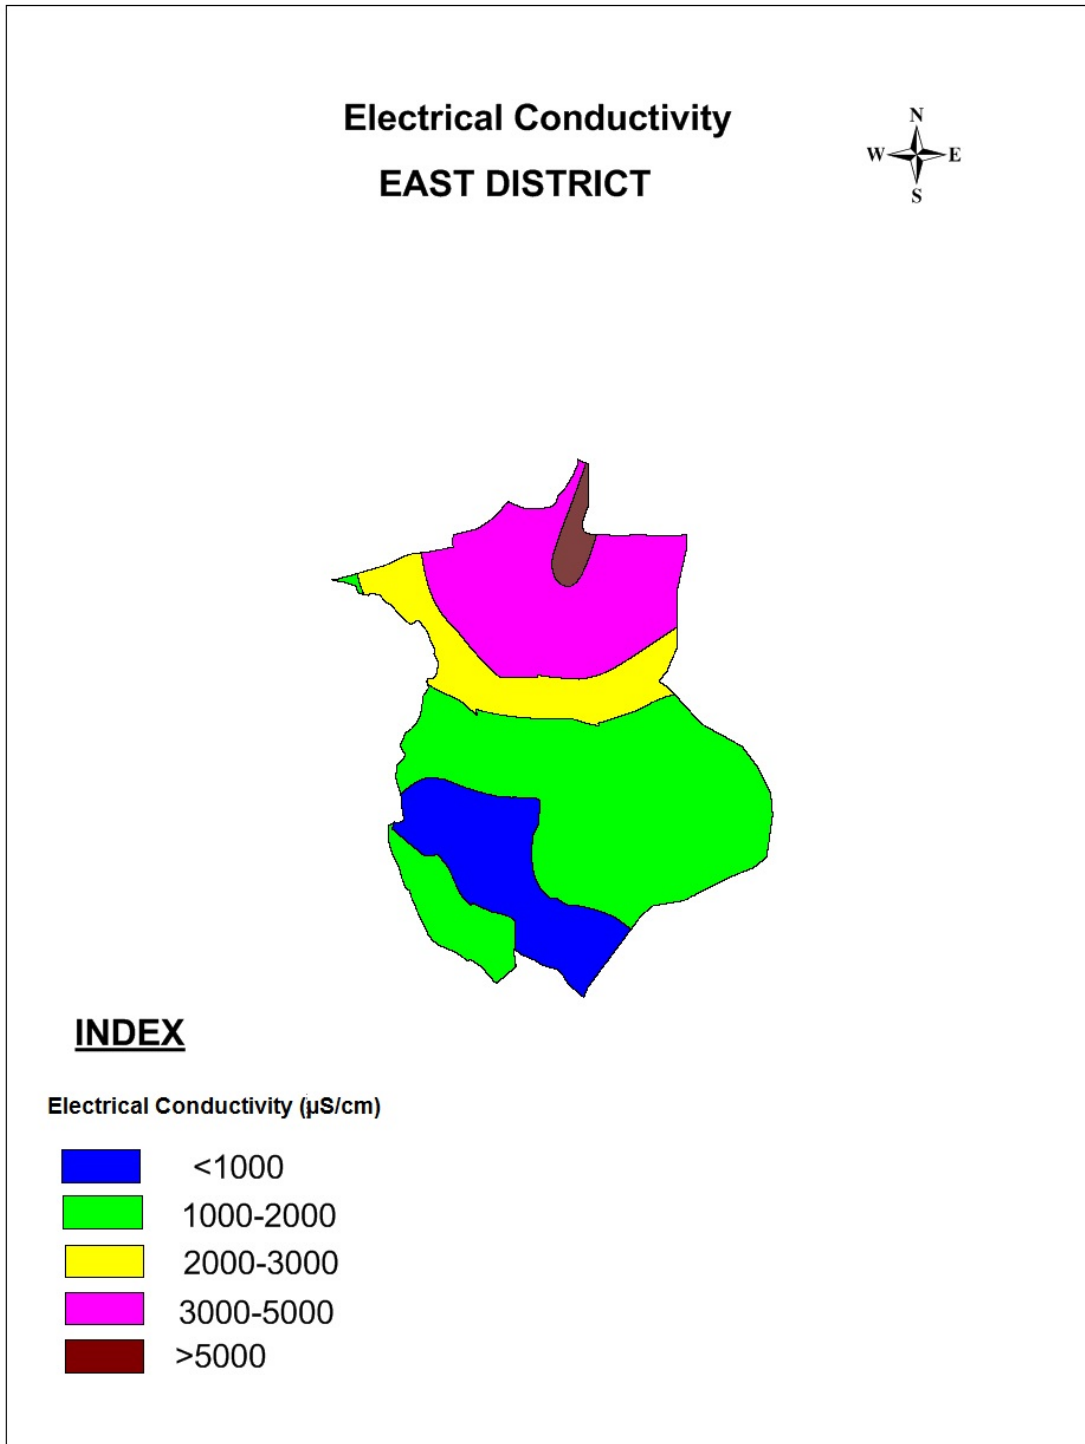 Electrical Conductivity
EAST DISTRICT
N
W E
S
INDEX
Electrical Conductivity (µS/cm)
<1000
1000-2000
2000-3000
3000-5000
>5000